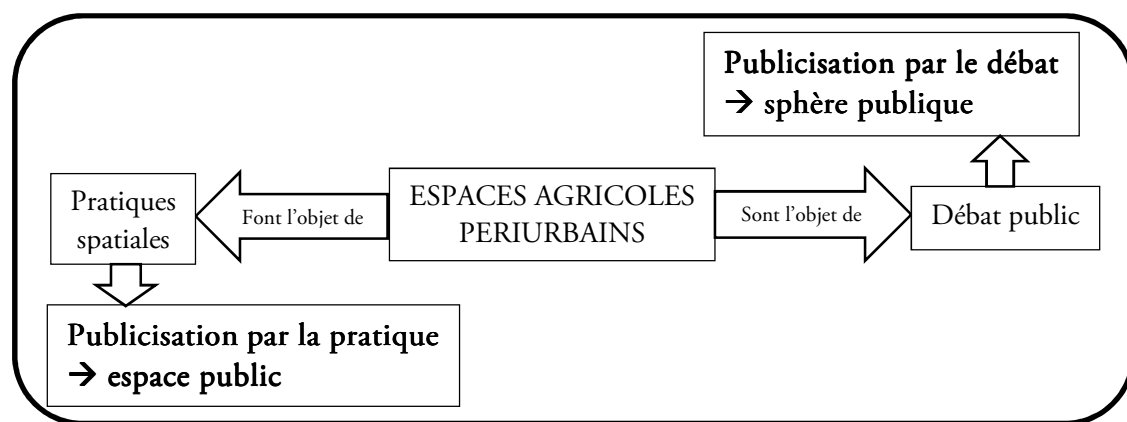 Publicisation par le débat
→ sphère publique
Pratiques
spatiales
Font l’objet de
ESPACES AGRICOLES
PERIURBAINS
Sont l’objet de
Débat public
Publicisation par la pratique
→ espace public